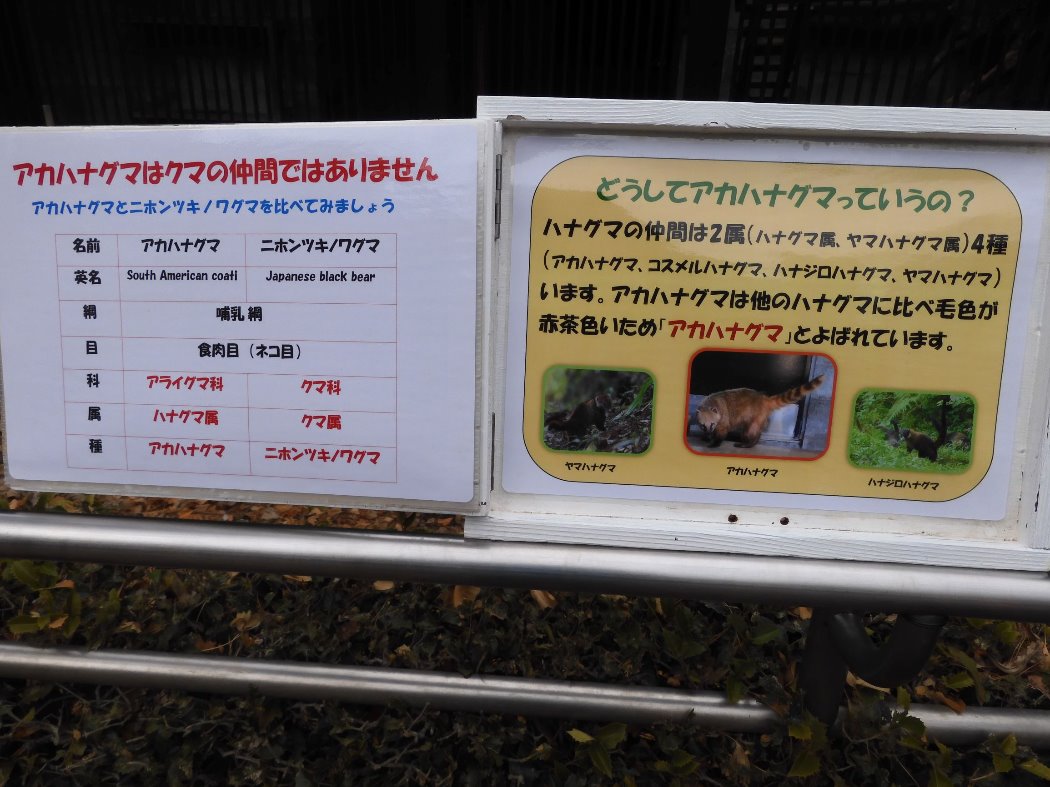 アカハナグマはクマの仲間ではありません
アカハナグマとニホンツキノワグマを比べてみましょう
名前 アカハナグマ ニホンツキノワグマ
英名 South American coati Japanese black bear
綱 哺乳綱
目 食肉目（ネコ目）
科 アライグマ科 クマ科
属 ハナグマ属 クマ属
種 アカハナグマ ニホンツキノワグマ
どうしてアカハナグマっていうの？
ハナグマの仲間は2属（ハナグマ属、ヤマハナグマ属）4種
（アカハナグマ、コスメルハナグマ、ハナジロハナグマ、ヤマハナグマ）
います。アカハナグマは他のハナグマに比べ毛色が
赤茶色いため「アカハナグマ」とよばれています。
ヤマハナグマ
アカハナグマ
ハナジロハナグマ